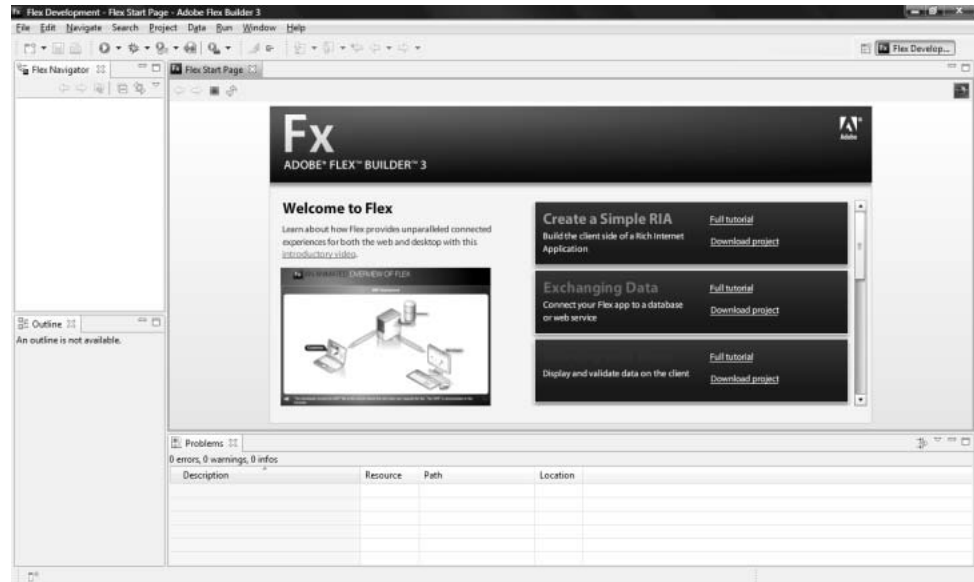 Flex Development - Flex Start Page - Adobe Flex Builder 3
File Edit Navigate Search Project Data Run Window Help
Flex Develop...
Flex Navigator
Flex Start Page
Fx
ADOBE® FLEX™ BUILDER™ 3
Adobe
Welcome to Flex
Learn about how Flex provides unparalleled connected
experiences for both the web and desktop with this
introductory video.
OVERVIEW OF FLEX
Create a Simple RIA
Build the client side of a Rich Internet
Application
Full tutorial
Download project
Exchanging Data
Connect your Flex app to a database
or web service
Full tutorial
Download project
Display and validate data on the client
Full tutorial
Download project
Outline
An outline is not available.
Problems
0 errors, 0 warnings, 0 infos
Description Resource Path Location